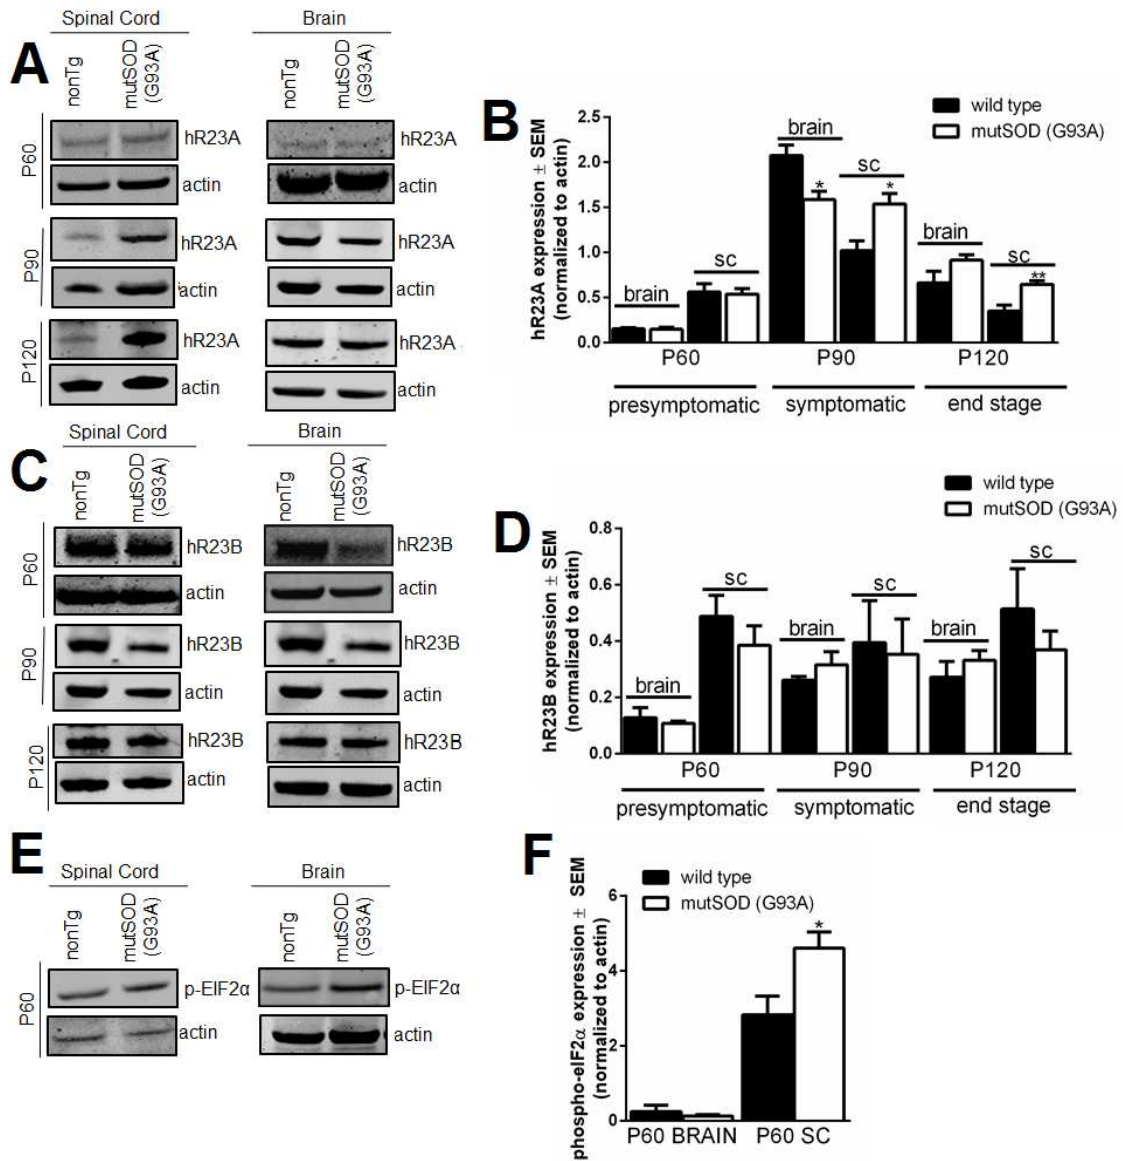 A
Spinal Cord Brain
nonTg mutSOD (G93A) nonTg mutSOD (G93A)
P60 hR23A hR23A
actin actin
P90 hR23A hR23A
actin actin
P120 hR23A hR23A
actin actin
B
wild type
mutSOD (G93A)
hR23A expression ± SEM
(normalized to actin)
2.5
2.0
1.5
1.0
0.5
0.0
brain
* sc *
brain
sc
**
sc
brain
P60 P90 P120
presymptomatic symptomatic end stage
C
Spinal Cord Brain
nonTg mutSOD (G93A) nonTg mutSOD (G93A)
P60 hR23B hR23B
actin actin
P90 hR23B hR23B
actin actin
P120 hR23B hR23B
actin actin
D
wild type
mutSOD (G93A)
hR23B expression ± SEM
(normalized to actin)
0.8
0.6
0.4
0.2
0.0
sc
sc sc
brain brain
brain
P60 P90 P120
presymptomatic symptomatic end stage
E
Spinal Cord Brain
nonTg mutSOD (G93A) nonTg mutSOD (G93A)
P60 p-EIF2α p-EIF2α
actin actin
F
wild type
mutSOD (G93A)
phospho-eIF2α expression ± SEM
(normalized to actin)
6
4
2
0
*
P60 BRAIN P60 SC